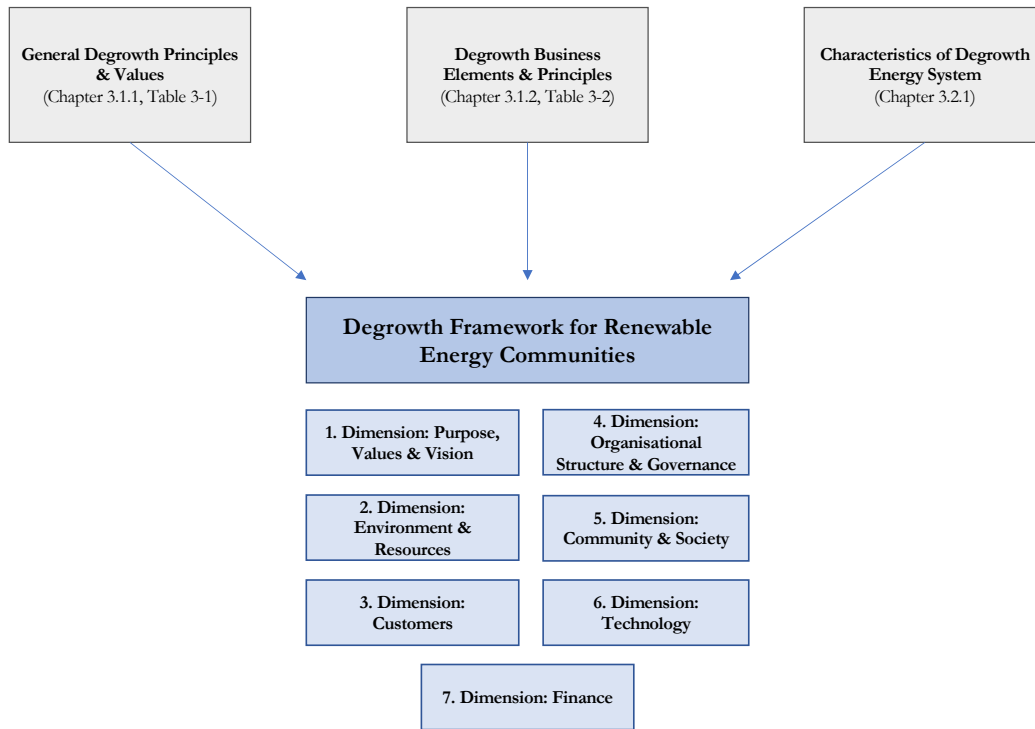 General Degrowth Principles
& Values
(Chapter 3.1.1, Table 3-1)
Degrowth Business
Elements & Principles
(Chapter 3.1.2, Table 3-2)
Characteristics of Degrowth
Energy System
(Chapter 3.2.1)
Degrowth Framework for Renewable
Energy Communities
1. Dimension: Purpose,
Values & Vision
4. Dimension:
Organisational
Structure & Governance
2. Dimension:
Environment &
Resources
5. Dimension:
Community & Society
3. Dimension:
Customers
6. Dimension:
Technology
7. Dimension: Finance